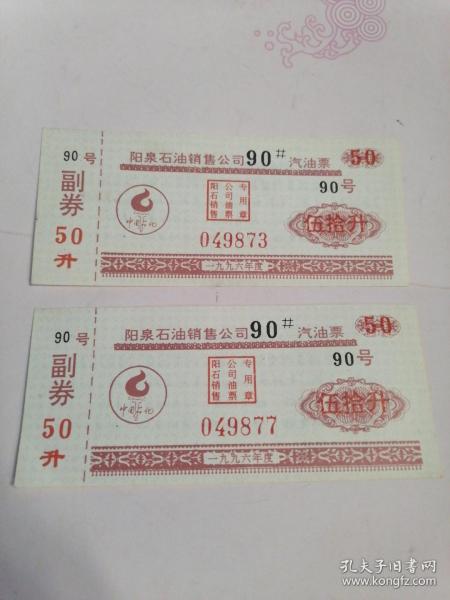 90号
副券
50
升
阳泉石油销售公司90#汽油票
50
90号
阳泉石油销售公司油票专用章
中国石化
伍拾升
049873
一九九六年度
90号
副券
50
升
阳泉石油销售公司90#汽油票
50
90号
阳泉石油销售公司油票专用章
中国石化
伍拾升
049877
一九九六年度
孔夫子旧书网
www.kongfz.com